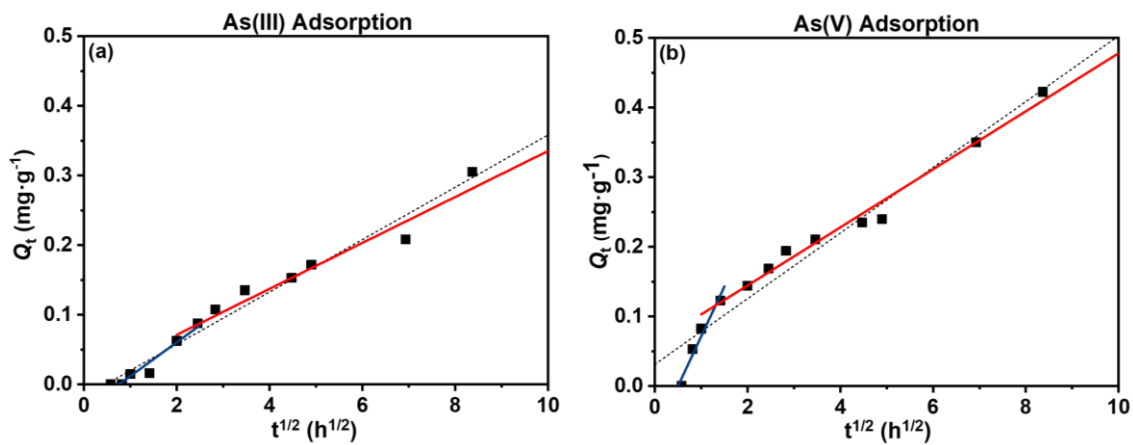 As(III) Adsorption
(a)
0.5
0.4
0.3
0.2
0.1
0.0
Qt (mg·g-1)
0 2 4 6 8 10
t1/2 (h1/2)
As(V) Adsorption
(b)
0.5
0.4
0.3
0.2
0.1
0.0
Qt (mg·g-1)
0 2 4 6 8 10
t1/2 (h1/2)